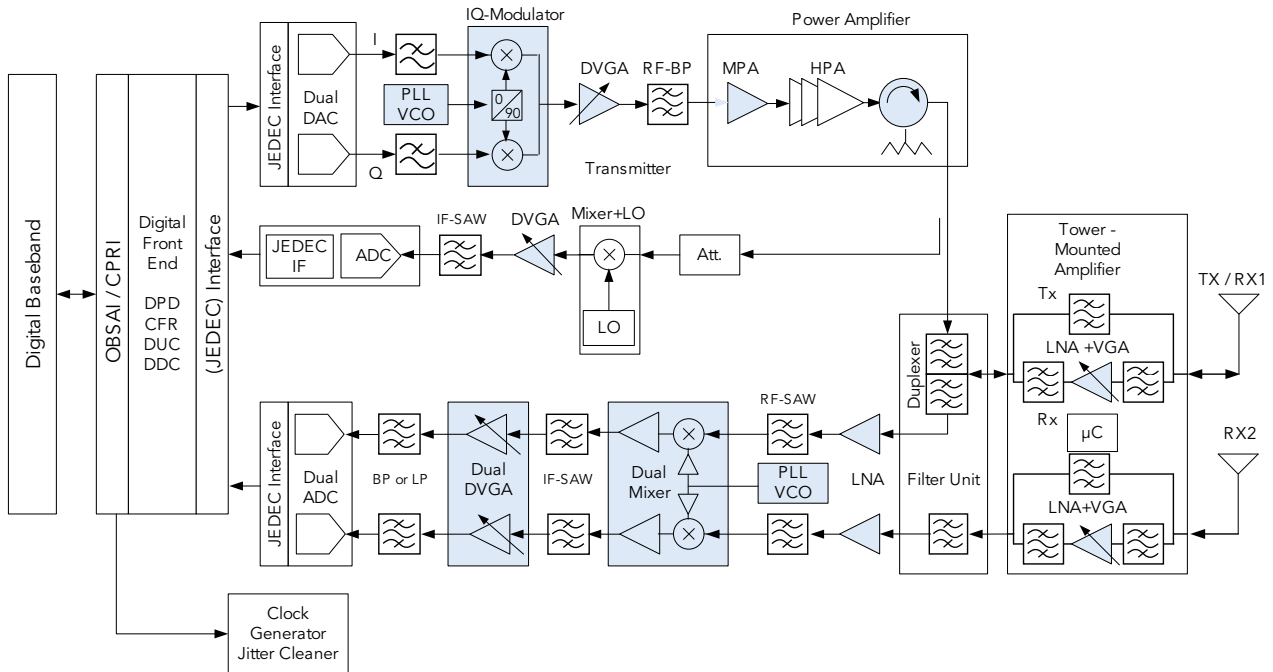 IQ-Modulator
Power Amplifier
JEDEC Interface
Dual
DAC
I
Q
PLL
VCO
0
90
DVGA
RF-BP
MPA
HPA
Transmitter
Digital Baseband
OBSAI / CPRI
Digital
Front
End
DPD
CFR
DUC
DDC
(JEDEC) Interface
JEDEC
IF
ADC
IF-SAW
DVGA
Mixer+LO
LO
Att.
Tower -
Mounted
Amplifier
TX / RX1
Tx
LNA +VGA
Duplexer
Rx
µC
RX2
LNA+VGA
Filter Unit
JEDEC Interface
Dual
ADC
BP or LP
Dual
DVGA
IF-SAW
Dual
Mixer
RF-SAW
PLL
VCO
LNA
Clock
Generator
Jitter Cleaner